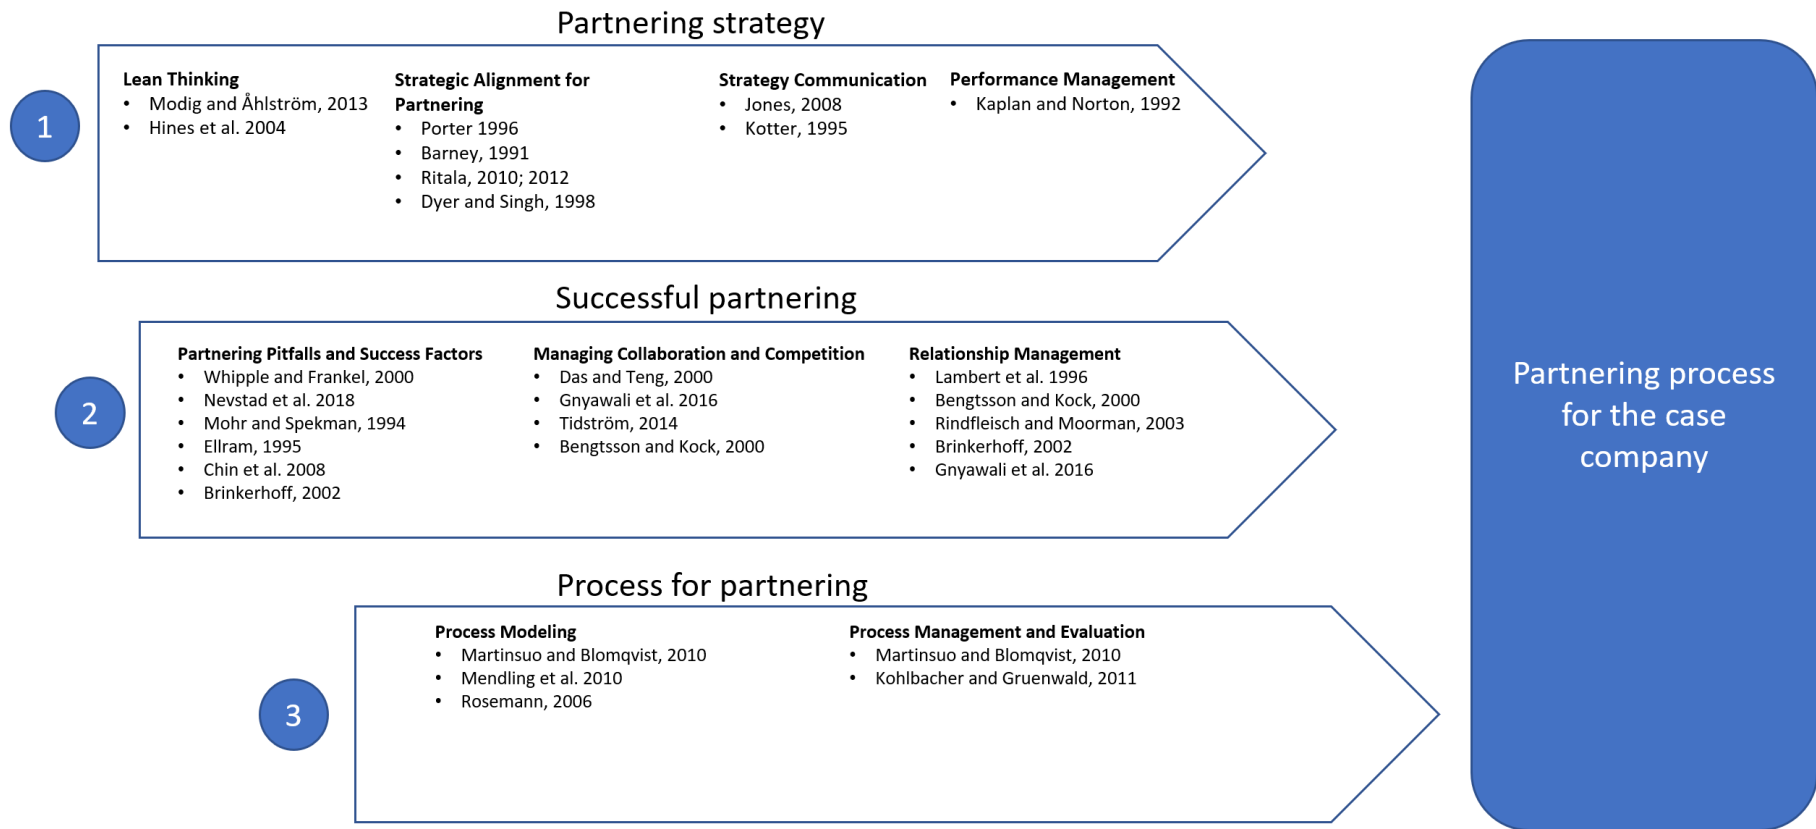 Partnering strategy
1
Lean Thinking
• Modig and Åhlström, 2013
• Hines et al. 2004
Strategic Alignment for
Partnering
• Porter 1996
• Barney, 1991
• Ritala, 2010; 2012
• Dyer and Singh, 1998
Strategy Communication
• Jones, 2008
• Kotter, 1995
Performance Management
• Kaplan and Norton, 1992
Successful partnering
2
Partnering Pitfalls and Success Factors
• Whipple and Frankel, 2000
• Nevstad et al. 2018
• Mohr and Spekman, 1994
• Ellram, 1995
• Chin et al. 2008
• Brinkerhoff, 2002
Managing Collaboration and Competition
• Das and Teng, 2000
• Gnyawali et al. 2016
• Tidström, 2014
• Bengtsson and Kock, 2000
Relationship Management
• Lambert et al. 1996
• Bengtsson and Kock, 2000
• Rindfleisch and Moorman, 2003
• Brinkerhoff, 2002
• Gnyawali et al. 2016
Process for partnering
3
Process Modeling
• Martinsuo and Blomqvist, 2010
• Mendling et al. 2010
• Rosemann, 2006
Process Management and Evaluation
• Martinsuo and Blomqvist, 2010
• Kohlbacher and Gruenwald, 2011
Partnering process
for the case
company